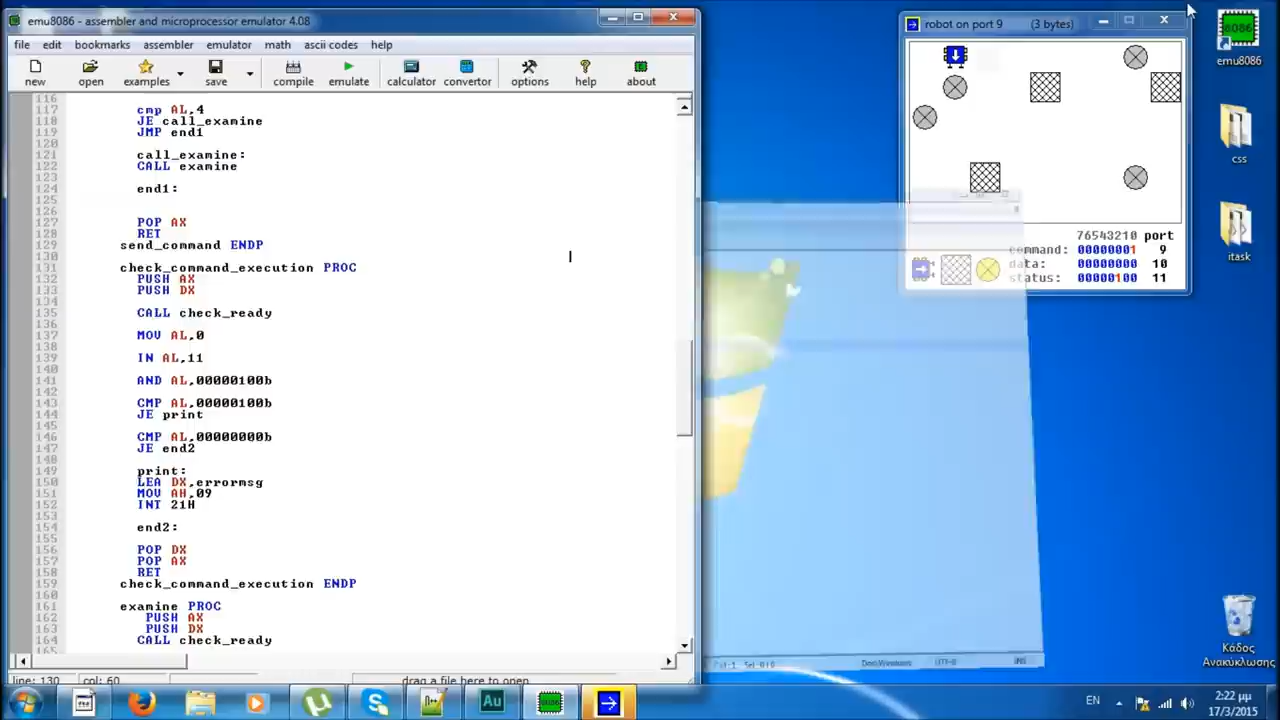 emu8086 - assembler and microprocessor emulator 4.08
file edit bookmarks assembler emulator math ascii codes help
new open examples save compile emulate calculator convertor options help about
116
117 cmp AL,4
118 JE call_examine
119 JMP end1
120
121 call_examine:
122 CALL examine
123
124 end1:
125
126
127 POP AX
128 RET
129 send_command ENDP
130
131 check_command_execution PROC
132 PUSH AX
133 PUSH DX
134
135 CALL check_ready
136
137 MOV AL,0
138
139 IN AL,11
140
141 AND AL,00000100b
142
143 CMP AL,00000100b
144 JE print
145
146 CMP AL,00000000b
147 JE end2
148
149 print:
150 LEA DX,errormsg
151 MOV AH,09
152 INT 21H
153
154 end2:
155
156 POP DX
157 POP AX
158 RET
159 check_command_execution ENDP
160
161 examine PROC
162 PUSH AX
163 PUSH DX
164 CALL check_ready
165
line: 130 col: 60 drag a file here to open
robot on port 9 (3 bytes)
76543210 port
command: 00000001 9
data: 00000000 10
status: 00000100 11
8086
emu8086
css
itask
Κάδος
Ανακύκλωσης
Dos\Windows INS
Au
EN
2:22 μμ
17/3/2015